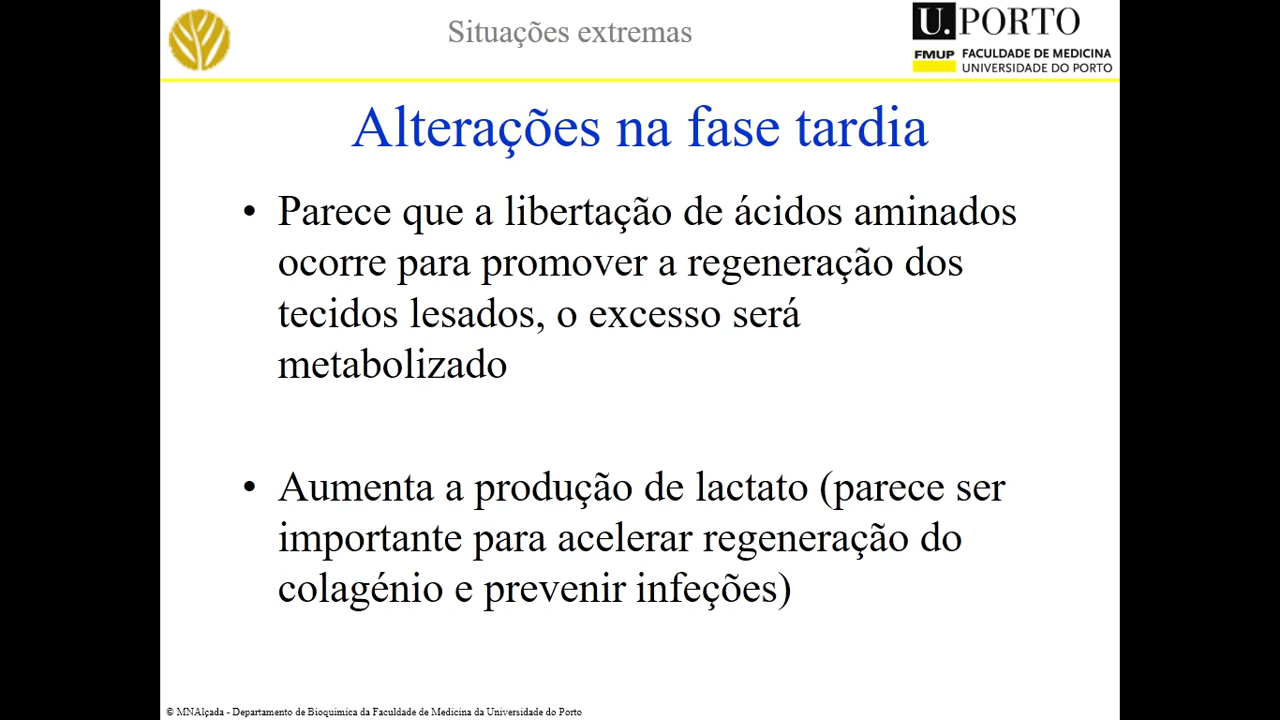 Situações extremas
U.PORTO
FMUP FACULDADE DE MEDICINA
UNIVERSIDADE DO PORTO
Alterações na fase tardia
• Parece que a libertação de ácidos aminados
ocorre para promover a regeneração dos
tecidos lesados, o excesso será
metabolizado
• Aumenta a produção de lactato (parece ser
importante para acelerar regeneração do
colagénio e prevenir infeções)
© MNAlçada - Departamento de Bioquímica da Faculdade de Medicina da Universidade do Porto